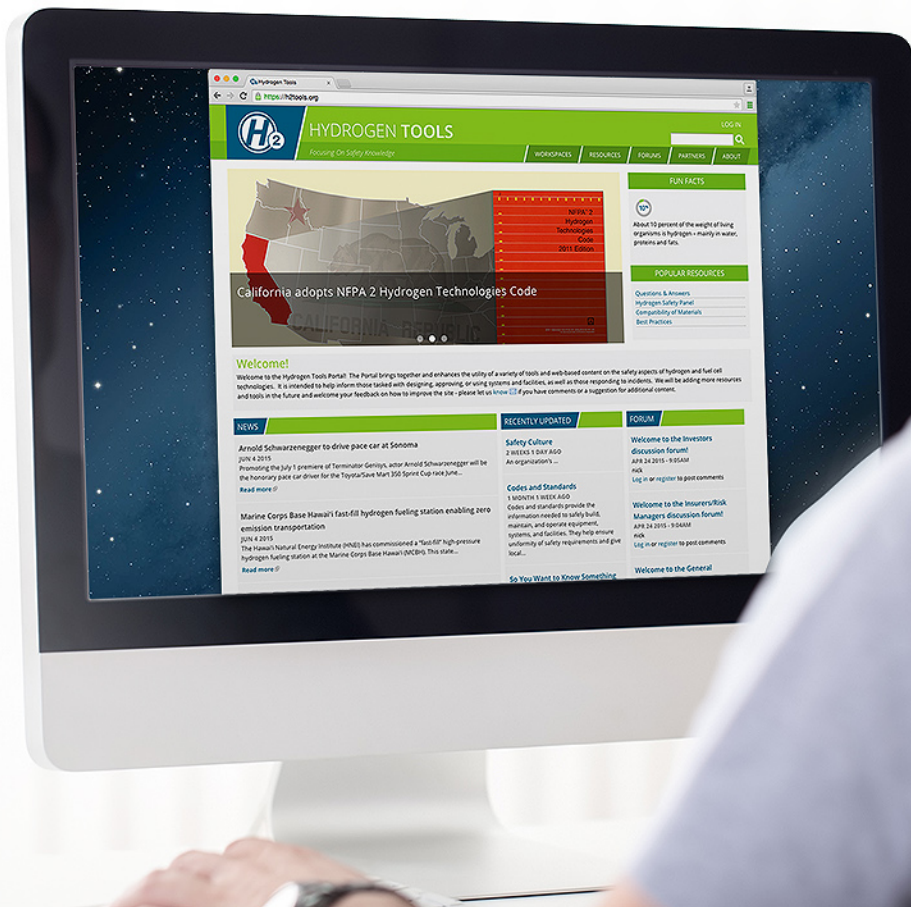 Hydrogen Tools
https://h2tools.org
H2
HYDROGEN TOOLS
Focusing On Safety Knowledge
LOG IN
WORKSPACES
RESOURCES
FORUMS
PARTNERS
ABOUT
NFPA 2
Hydrogen
Technologies
Code
2011 Edition
California adopts NFPA 2 Hydrogen Technologies Code
CALIFORNIA REPUBLIC
FUN FACTS
10%
About 10 percent of the weight of living
organisms is hydrogen – mainly in water,
proteins and fats.
POPULAR RESOURCES
Questions & Answers
Hydrogen Safety Panel
Compatibility of Materials
Best Practices
Welcome!
Welcome to the Hydrogen Tools Portal! The Portal brings together and enhances the utility of a variety of tools and web-based content on the safety aspects of hydrogen and fuel cell
technologies. It is intended to help inform those tasked with designing, approving, or using systems and facilities, as well as those responding to incidents. We will be adding more resources
and tools in the future and welcome your feedback on how to improve the site - please let us know if you have comments or a suggestion for additional content.
NEWS
Arnold Schwarzenegger to drive pace car at Sonoma
JUN 4 2015
Promoting the July 1 premiere of Terminator Genisys, actor Arnold Schwarzenegger will be
the honorary pace car driver for the Toyota/Save Mart 350 Sprint Cup race June...
Read more
Marine Corps Base Hawai'i fast-fill hydrogen fueling station enabling zero
emission transportation
JUN 4 2015
The Hawai'i Natural Energy Institute (HNEI) has commissioned a "fast-fill" high-pressure
hydrogen fueling station at the Marine Corps Base Hawai'i (MCBH). This state...
Read more
RECENTLY UPDATED
Safety Culture
2 WEEKS 1 DAY AGO
An organization's ...
Codes and Standards
1 MONTH 1 WEEK AGO
Codes and standards provide the
information needed to safely build,
maintain, and operate equipment,
systems, and facilities. They help ensure
uniformity of safety requirements and give
local...
So You Want to Know Something
FORUM
Welcome to the Investors
discussion forum!
APR 24 2015 - 9:05AM
nick
Log in or register to post comments
Welcome to the Insurers/Risk
Managers discussion forum!
APR 24 2015 - 9:04AM
nick
Log in or register to post comments
Welcome to the General